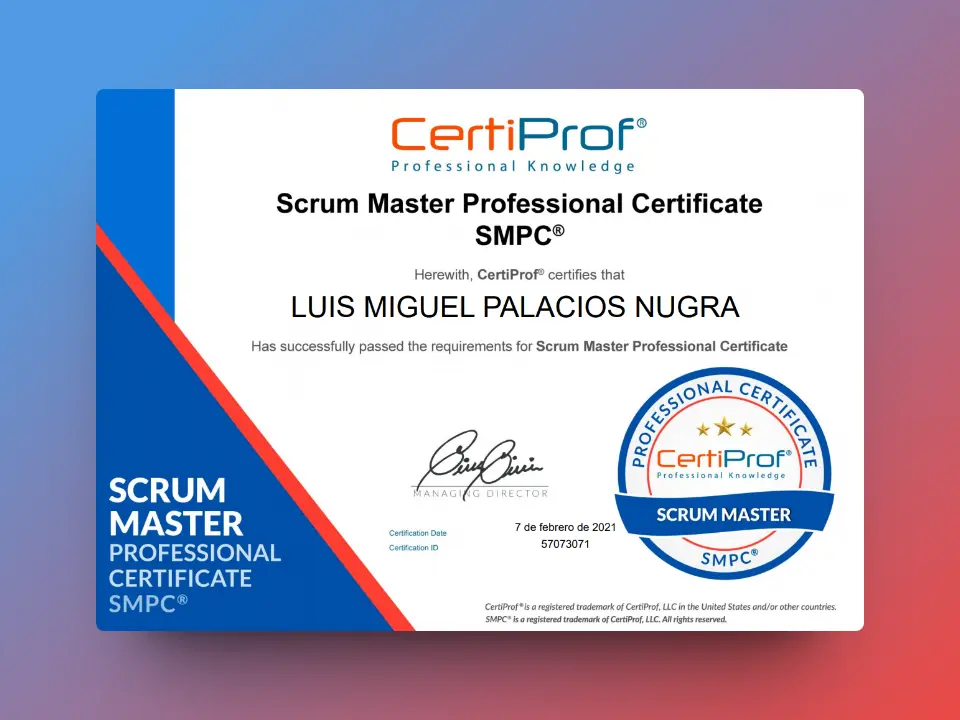 CertiProf®
Professional Knowledge
Scrum Master Professional Certificate
SMPC®
Herewith, CertiProf® certifies that
LUIS MIGUEL PALACIOS NUGRA
Has successfully passed the requirements for Scrum Master Professional Certificate
MANAGING DIRECTOR
Certification Date
7 de febrero de 2021
Certification ID
57073071
SCRUM
MASTER
PROFESSIONAL
CERTIFICATE
SMPC®
PROFESSIONAL CERTIFICATE
CertiProf®
Professional Knowledge
SCRUM MASTER
SMPC®
CertiProf® is a registered trademark of CertiProf, LLC in the United States and/or other countries.
SMPC® is a registered trademark of CertiProf, LLC. All rights reserved.